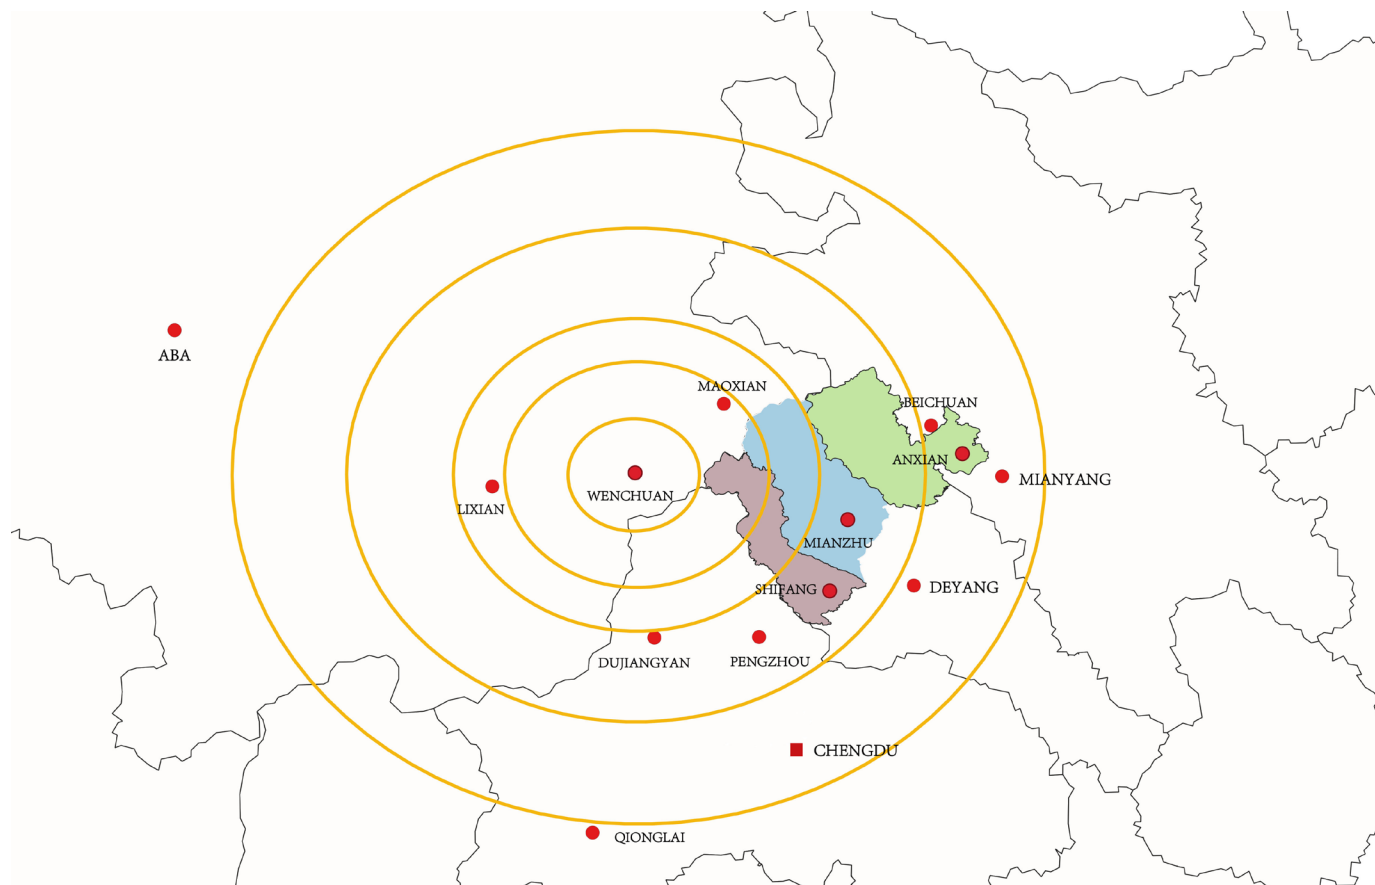 ABA
MAOXIAN
BEICHUAN
ANXIAN
MIANYANG
WENCHUAN
LIXIAN
MIANZHU
SHIFANG
DEYANG
DUJIANGYAN
PENGZHOU
CHENGDU
QIONGLAI